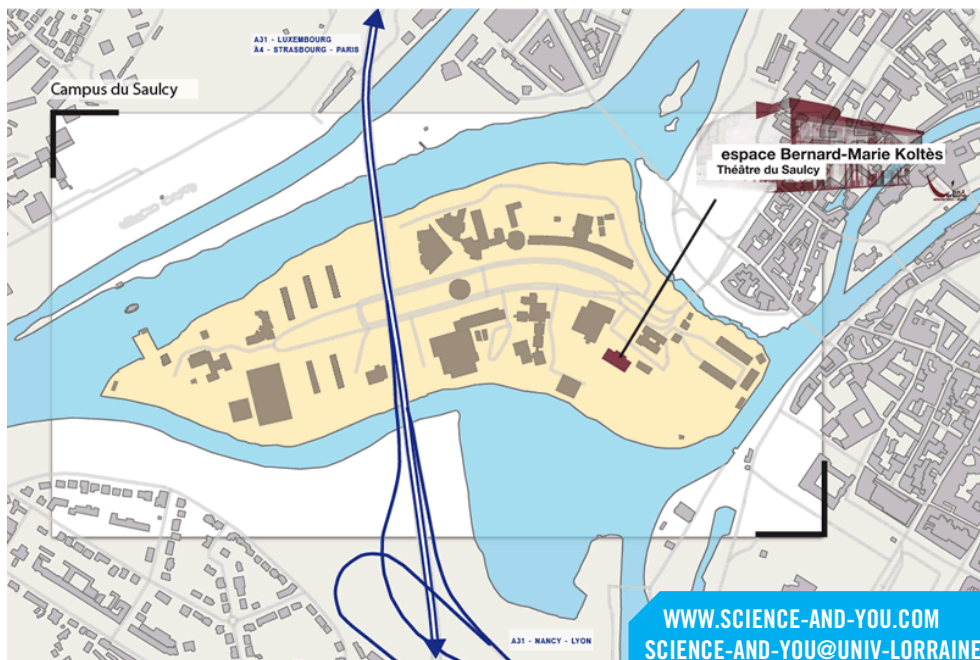 A31 - LUXEMBOURG
A4 - STRASBOURG - PARIS
Campus du Saulcy
espace Bernard-Marie Koltès
Théâtre du Saulcy
A31 - NANCY - LYON
WWW.SCIENCE-AND-YOU.COM
SCIENCE-AND-YOU@UNIV-LORRAINE